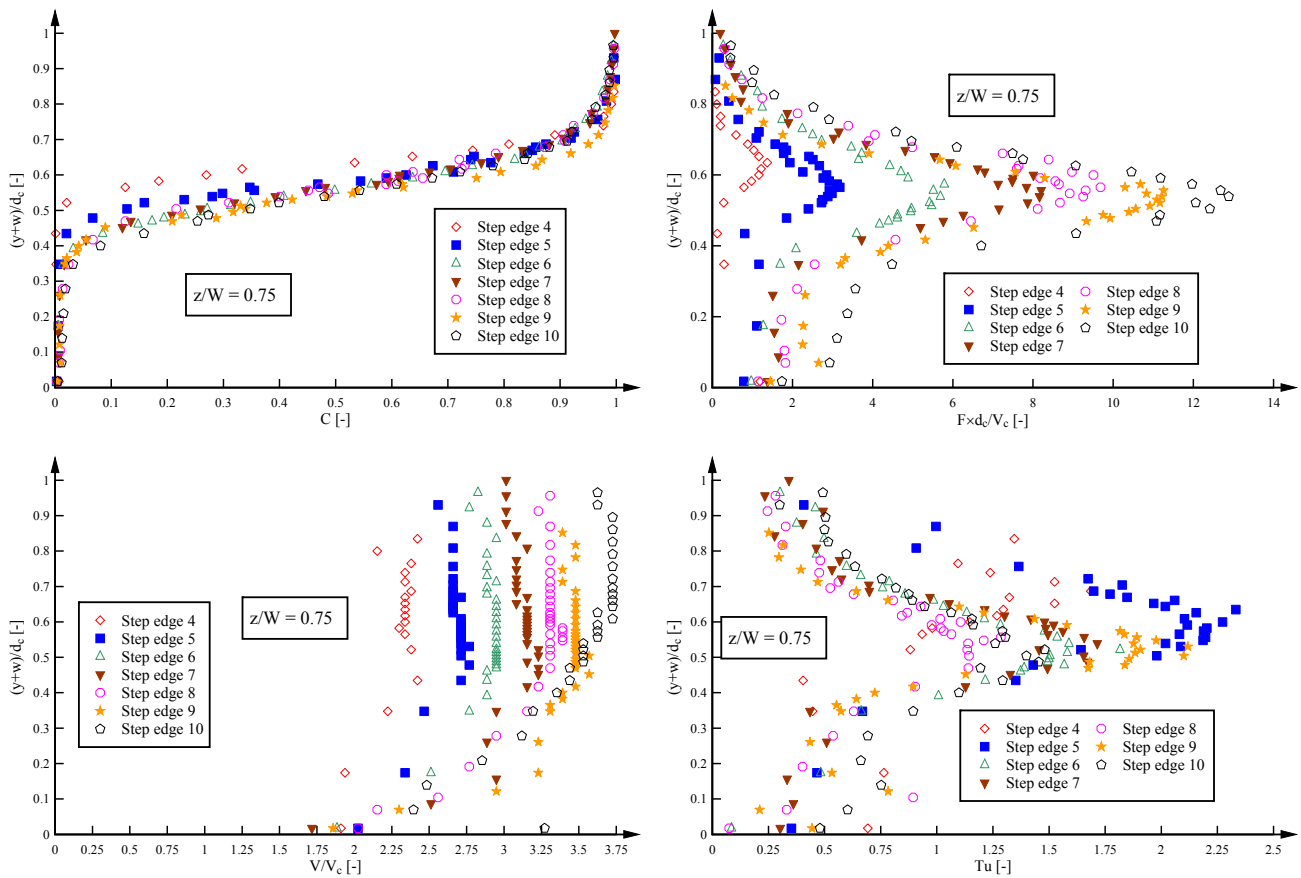 1
0.9
0.8
0.7
0.6
0.5
0.4
0.3
0.2
0.1
0
(y+w)/dc [-]
z/W = 0.75
Step edge 4
Step edge 5
Step edge 6
Step edge 7
Step edge 8
Step edge 9
Step edge 10
0 0.1 0.2 0.3 0.4 0.5 0.6 0.7 0.8 0.9 1
C [-]
1
0.9
0.8
0.7
0.6
0.5
0.4
0.3
0.2
0.1
0
(y+w)/dc [-]
z/W = 0.75
Step edge 4 Step edge 8
Step edge 5 Step edge 9
Step edge 6 Step edge 10
Step edge 7
0 2 4 6 8 10 12 14
F×dc/Vc [-]
1
0.9
0.8
0.7
0.6
0.5
0.4
0.3
0.2
0.1
0
(y+w)/dc [-]
z/W = 0.75
Step edge 4
Step edge 5
Step edge 6
Step edge 7
Step edge 8
Step edge 9
Step edge 10
0 0.25 0.5 0.75 1 1.25 1.5 1.75 2 2.25 2.5 2.75 3 3.25 3.5 3.75
V/Vc [-]
1
0.9
0.8
0.7
0.6
0.5
0.4
0.3
0.2
0.1
0
(y+w)/dc [-]
z/W = 0.75
Step edge 4 Step edge 8
Step edge 5 Step edge 9
Step edge 6 Step edge 10
Step edge 7
0 0.25 0.5 0.75 1 1.25 1.5 1.75 2 2.25 2.5
Tu [-]